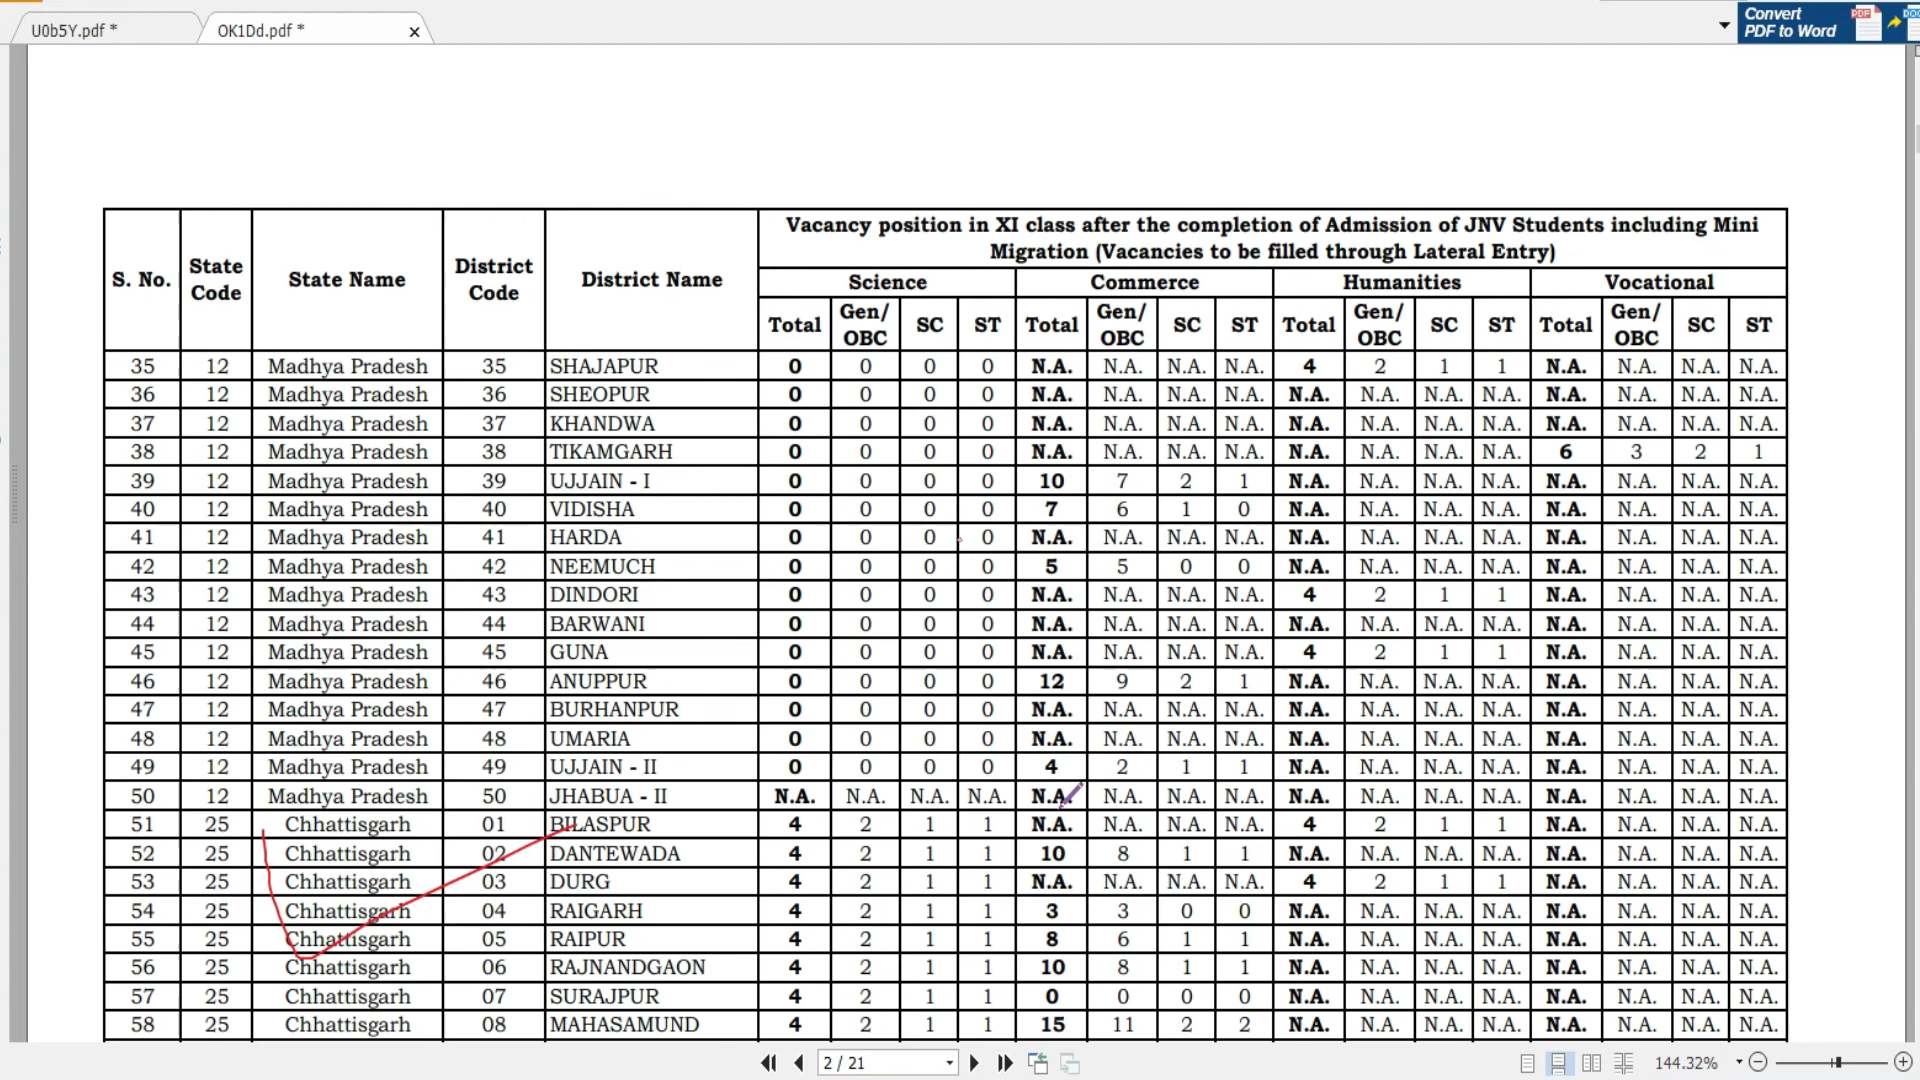 U0b5Y.pdf * OK1Dd.pdf * Convert
PDF to Word
S. No. State Code State Name District Code District Name Vacancy position in XI class after the completion of Admission of JNV Students including Mini Migration (Vacancies to be filled through Lateral Entry)
Science Commerce Humanities Vocational
Total Gen/OBC SC ST Total Gen/OBC SC ST Total Gen/OBC SC ST Total Gen/OBC SC ST
35 12 Madhya Pradesh 35 SHAJAPUR 0 0 0 0 N.A. N.A. N.A. N.A. 4 2 1 1 N.A. N.A. N.A. N.A.
36 12 Madhya Pradesh 36 SHEOPUR 0 0 0 0 N.A. N.A. N.A. N.A. N.A. N.A. N.A. N.A. N.A. N.A. N.A. N.A.
37 12 Madhya Pradesh 37 KHANDWA 0 0 0 0 N.A. N.A. N.A. N.A. N.A. N.A. N.A. N.A. N.A. N.A. N.A. N.A.
38 12 Madhya Pradesh 38 TIKAMGARH 0 0 0 0 N.A. N.A. N.A. N.A. N.A. N.A. N.A. N.A. 6 3 2 1
39 12 Madhya Pradesh 39 UJJAIN - I 0 0 0 0 10 7 2 1 N.A. N.A. N.A. N.A. N.A. N.A. N.A. N.A.
40 12 Madhya Pradesh 40 VIDISHA 0 0 0 0 7 6 1 0 N.A. N.A. N.A. N.A. N.A. N.A. N.A. N.A.
41 12 Madhya Pradesh 41 HARDA 0 0 0 0 N.A. N.A. N.A. N.A. N.A. N.A. N.A. N.A. N.A. N.A. N.A. N.A.
42 12 Madhya Pradesh 42 NEEMUCH 0 0 0 0 5 5 0 0 N.A. N.A. N.A. N.A. N.A. N.A. N.A. N.A.
43 12 Madhya Pradesh 43 DINDORI 0 0 0 0 N.A. N.A. N.A. N.A. 4 2 1 1 N.A. N.A. N.A. N.A.
44 12 Madhya Pradesh 44 BARWANI 0 0 0 0 N.A. N.A. N.A. N.A. N.A. N.A. N.A. N.A. N.A. N.A. N.A. N.A.
45 12 Madhya Pradesh 45 GUNA 0 0 0 0 N.A. N.A. N.A. N.A. 4 2 1 1 N.A. N.A. N.A. N.A.
46 12 Madhya Pradesh 46 ANUPPUR 0 0 0 0 12 9 2 1 N.A. N.A. N.A. N.A. N.A. N.A. N.A. N.A.
47 12 Madhya Pradesh 47 BURHANPUR 0 0 0 0 N.A. N.A. N.A. N.A. N.A. N.A. N.A. N.A. N.A. N.A. N.A. N.A.
48 12 Madhya Pradesh 48 UMARIA 0 0 0 0 N.A. N.A. N.A. N.A. N.A. N.A. N.A. N.A. N.A. N.A. N.A. N.A.
49 12 Madhya Pradesh 49 UJJAIN - II 0 0 0 0 4 2 1 1 N.A. N.A. N.A. N.A. N.A. N.A. N.A. N.A.
50 12 Madhya Pradesh 50 JHABUA - II N.A. N.A. N.A. N.A. N.A. N.A. N.A. N.A. N.A. N.A. N.A. N.A. N.A. N.A. N.A. N.A.
51 25 Chhattisgarh 01 BILASPUR 4 2 1 1 N.A. N.A. N.A. N.A. 4 2 1 1 N.A. N.A. N.A. N.A.
52 25 Chhattisgarh 02 DANTEWADA 4 2 1 1 10 8 1 1 N.A. N.A. N.A. N.A. N.A. N.A. N.A. N.A.
53 25 Chhattisgarh 03 DURG 4 2 1 1 N.A. N.A. N.A. N.A. 4 2 1 1 N.A. N.A. N.A. N.A.
54 25 Chhattisgarh 04 RAIGARH 4 2 1 1 3 3 0 0 N.A. N.A. N.A. N.A. N.A. N.A. N.A. N.A.
55 25 Chhattisgarh 05 RAIPUR 4 2 1 1 8 6 1 1 N.A. N.A. N.A. N.A. N.A. N.A. N.A. N.A.
56 25 Chhattisgarh 06 RAJNANDGAON 4 2 1 1 10 8 1 1 N.A. N.A. N.A. N.A. N.A. N.A. N.A. N.A.
57 25 Chhattisgarh 07 SURAJPUR 4 2 1 1 0 0 0 0 N.A. N.A. N.A. N.A. N.A. N.A. N.A. N.A.
58 25 Chhattisgarh 08 MAHASAMUND 4 2 1 1 15 11 2 2 N.A. N.A. N.A. N.A. N.A. N.A. N.A. N.A.
2 / 21 144.32%